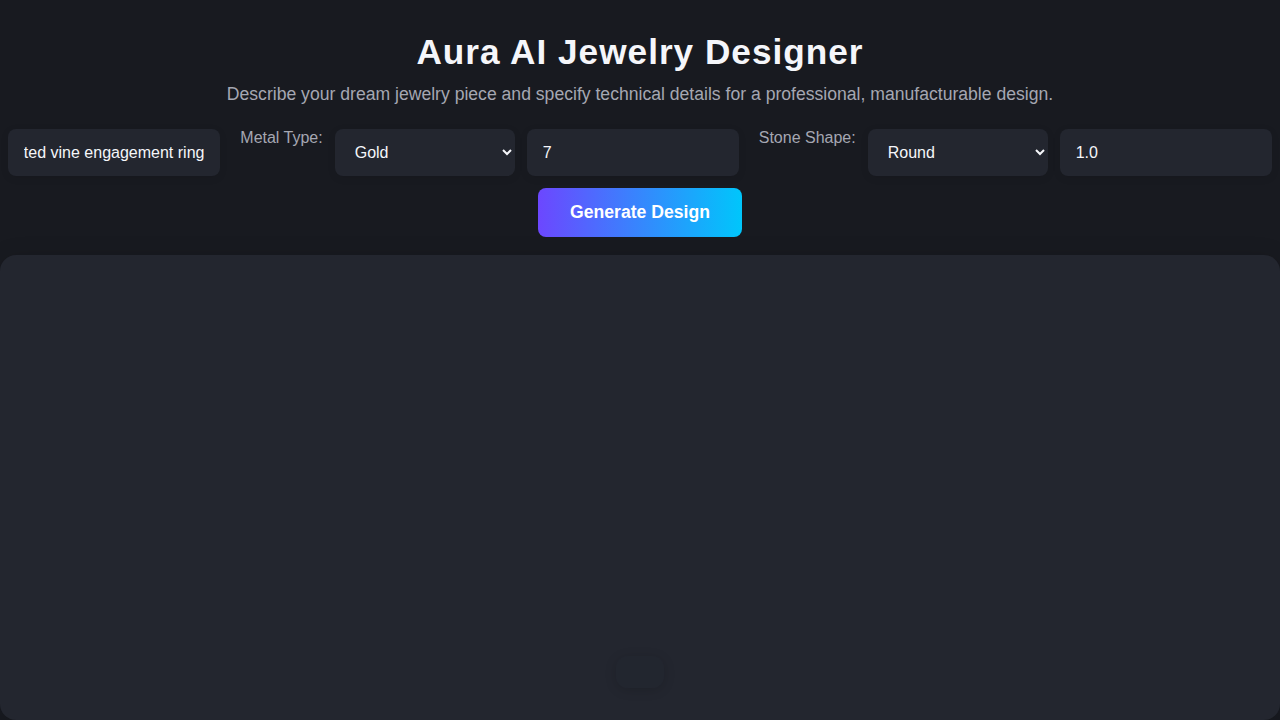 Aura AI Jewelry Designer
Describe your dream jewelry piece and specify technical details for a professional, manufacturable design.
ted vine engagement ring Metal Type: Gold 7 Stone Shape: Round 1.0
Generate Design